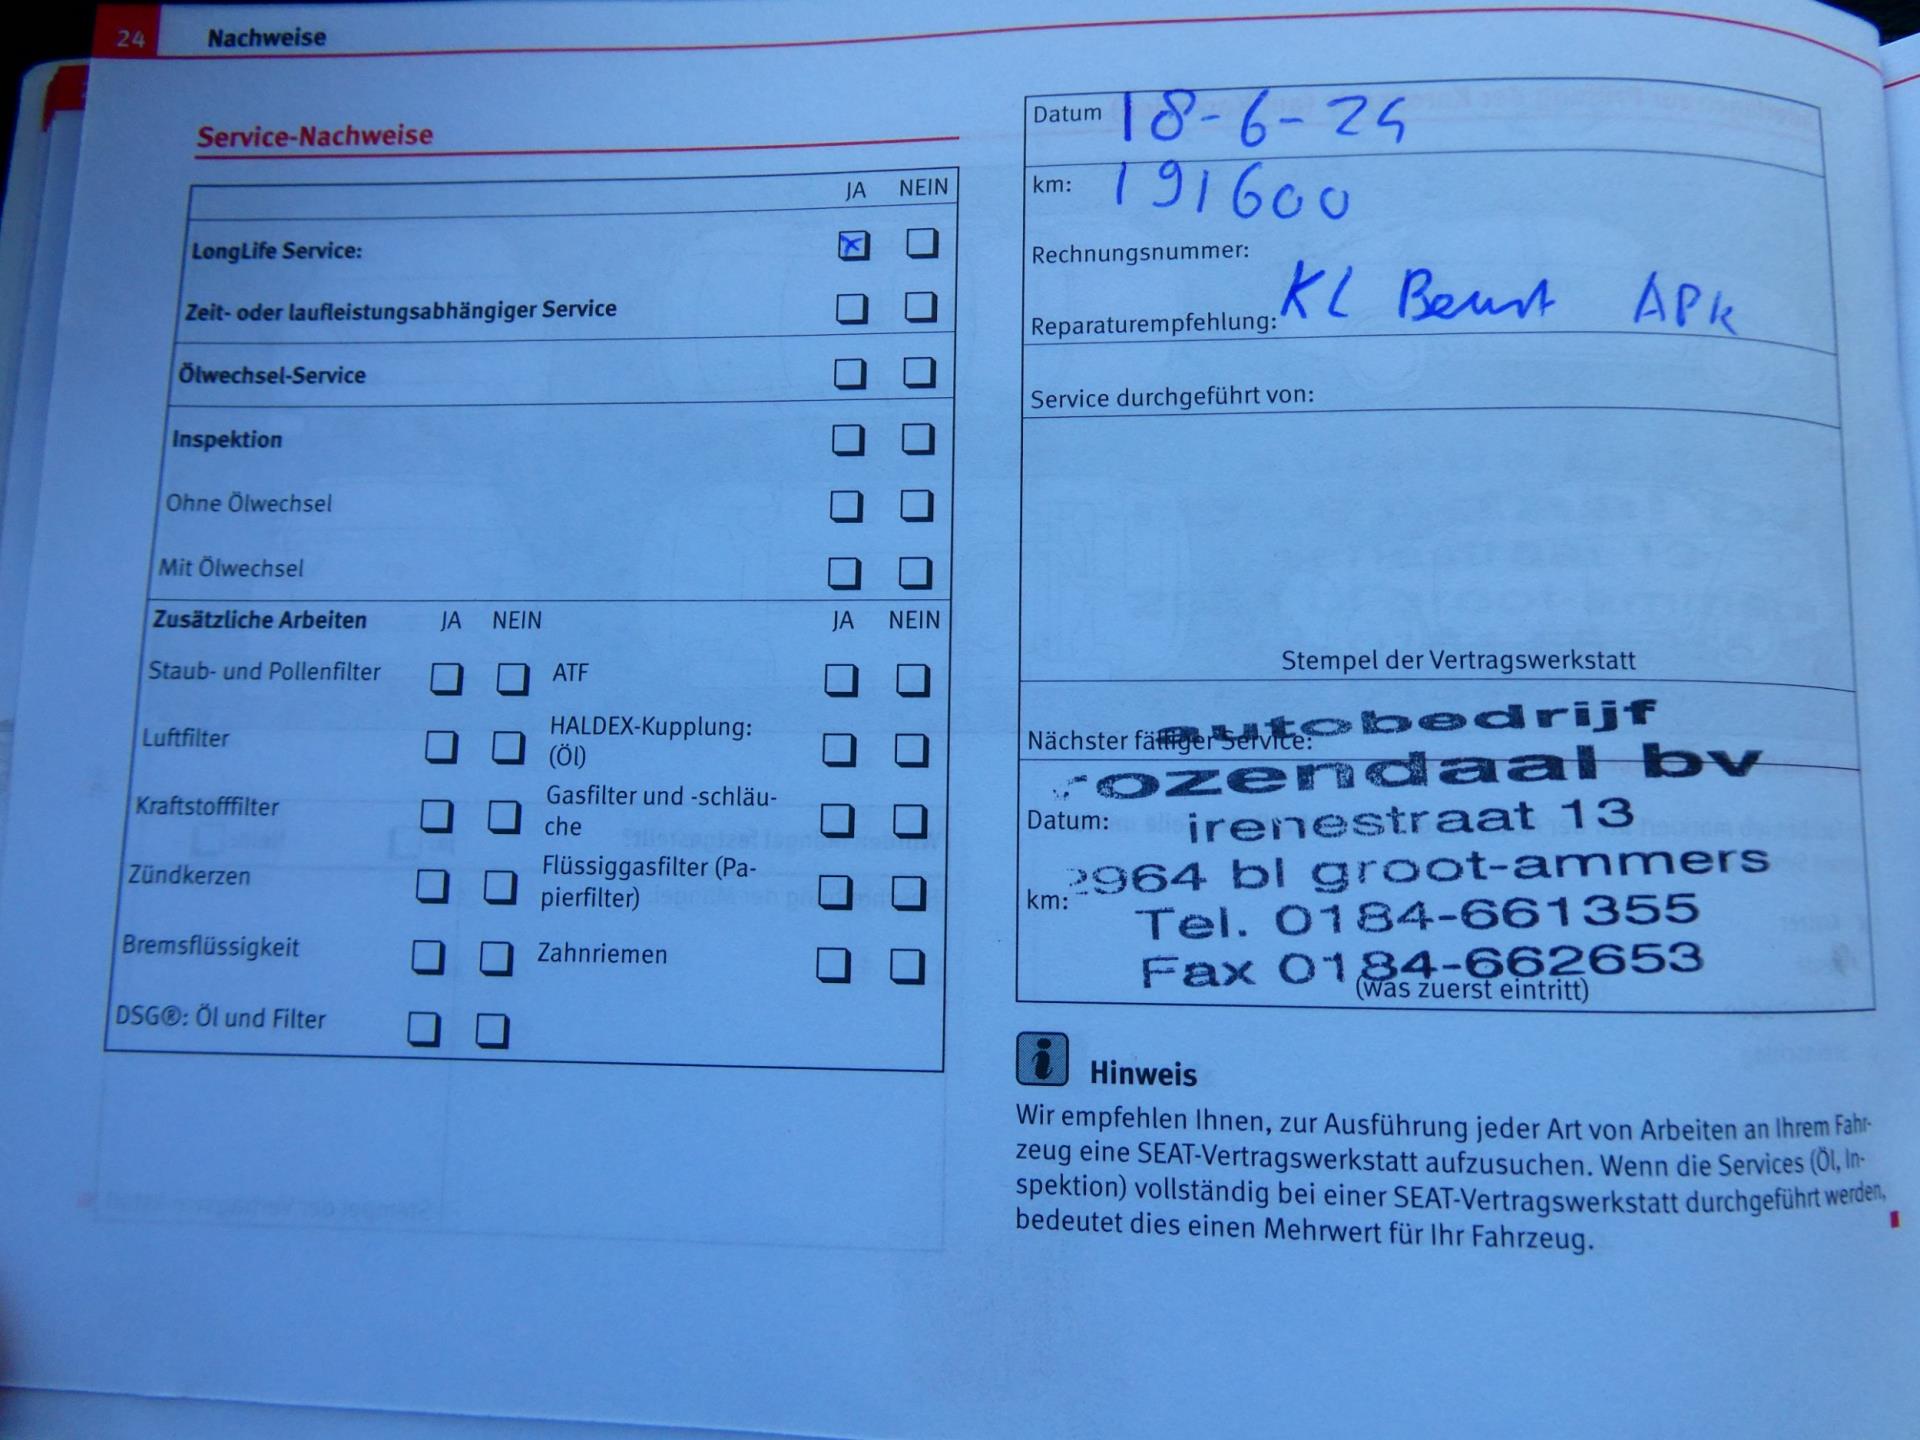 24 Nachweise
Service-Nachweise
JA NEIN
LongLife Service:
Zeit- oder laufleistungsabhängiger Service
Ölwechsel-Service
Inspektion
Ohne Ölwechsel
Mit Ölwechsel
Zusätzliche Arbeiten JA NEIN JA NEIN
Staub- und Pollenfilter ATF
Luftfilter HALDEX-Kupplung:
(Öl)
Kraftstofffilter Gasfilter und -schläu-
che
Zündkerzen Flüssiggasfilter (Pa-
pierfilter)
Bremsflüssigkeit Zahnriemen
DSG®: Öl und Filter
Datum 18-6-24
km: 191600
Rechnungsnummer:
Reparaturempfehlung: KL APK
Service durchgeführt von:
Stempel der Vertragswerkstatt
Nächster fälliger Service:
autobedrijf
rozendaal bv
Datum:
irenestraat 13
2964 bl groot-ammers
km:
Tel. 0184-661355
Fax 0184-662653
(was zuerst eintritt)
Hinweis
Wir empfehlen Ihnen, zur Ausführung jeder Art von Arbeiten an Ihrem Fahr-
zeug eine SEAT-Vertragswerkstatt aufzusuchen. Wenn die Services (Öl, In-
spektion) vollständig bei einer SEAT-Vertragswerkstatt durchgeführt werden,
bedeutet dies einen Mehrwert für Ihr Fahrzeug.